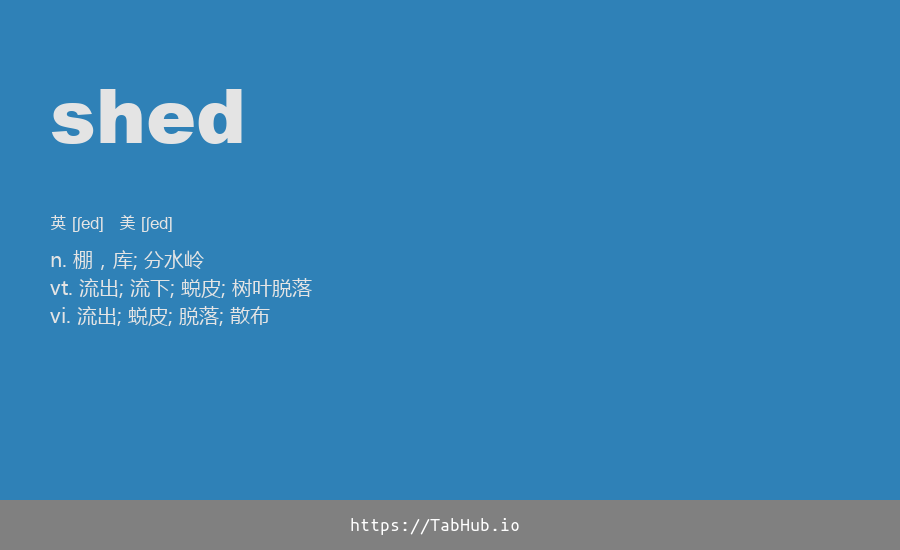 shed
英 [ʃed] 美 [ʃed]
n. 棚，库; 分水岭
vt. 流出; 流下; 蜕皮; 树叶脱落
vi. 流出; 蜕皮; 脱落; 散布
https://TabHub.io